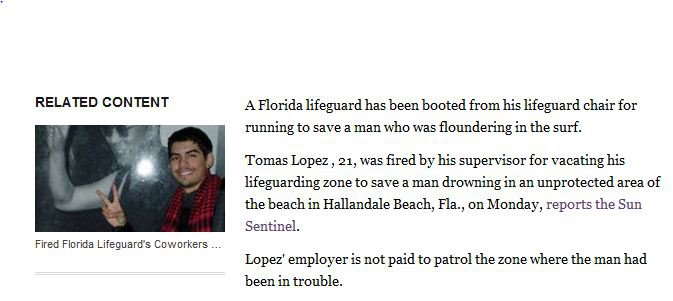 RELATED CONTENT
Fired Florida Lifeguard's Coworkers ...
A Florida lifeguard has been booted from his lifeguard chair for
running to save a man who was floundering in the surf.
Tomas Lopez , 21, was fired by his supervisor for vacating his
lifeguarding zone to save a man drowning in an unprotected area of
the beach in Hallandale Beach, Fla., on Monday, reports the Sun
Sentinel.
Lopez' employer is not paid to patrol the zone where the man had
been in trouble.